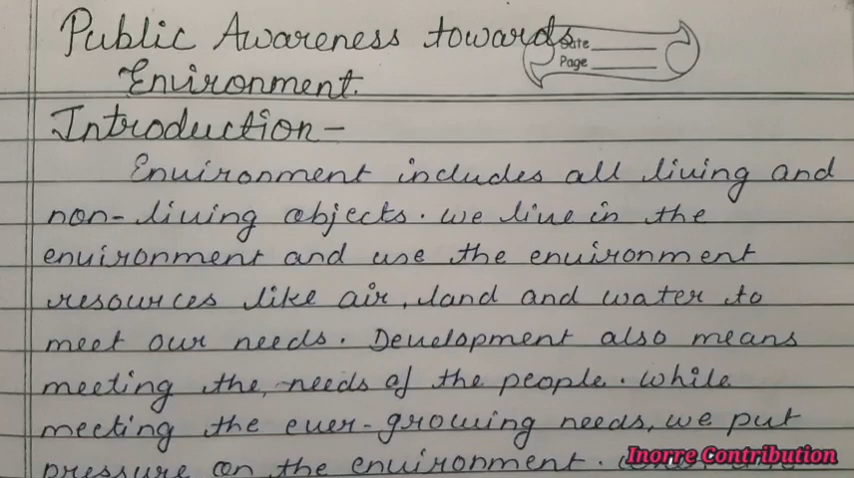 Public Awareness towards
Date
Page
Environment.
Introduction-
Environment includes all living and
non-living objects. we live in the
environment and use the environment
resources like air, land and water to
meet our needs. Development also means
meeting the needs of the people. While
meeting the ever-growing needs, we put
pressure on the environment.
Inorre Contribution